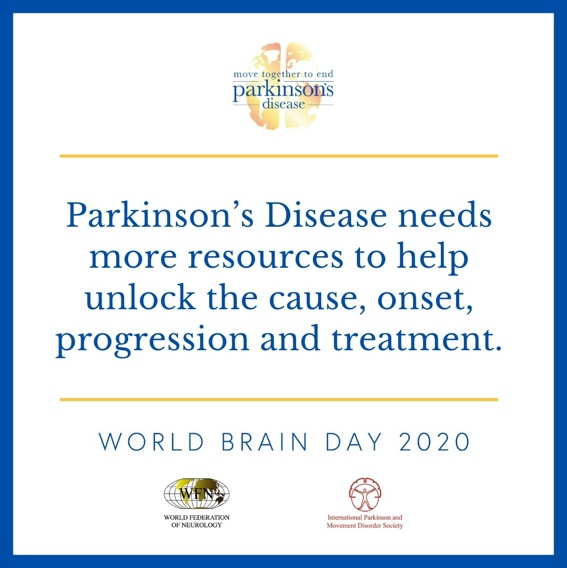 move together to end
parkinson's
disease
Parkinson’s Disease needs
more resources to help
unlock the cause, onset,
progression and treatment.
WORLD BRAIN DAY 2020
WFN
WORLD FEDERATION
OF NEUROLOGY
International Parkinson and
Movement Disorder Society